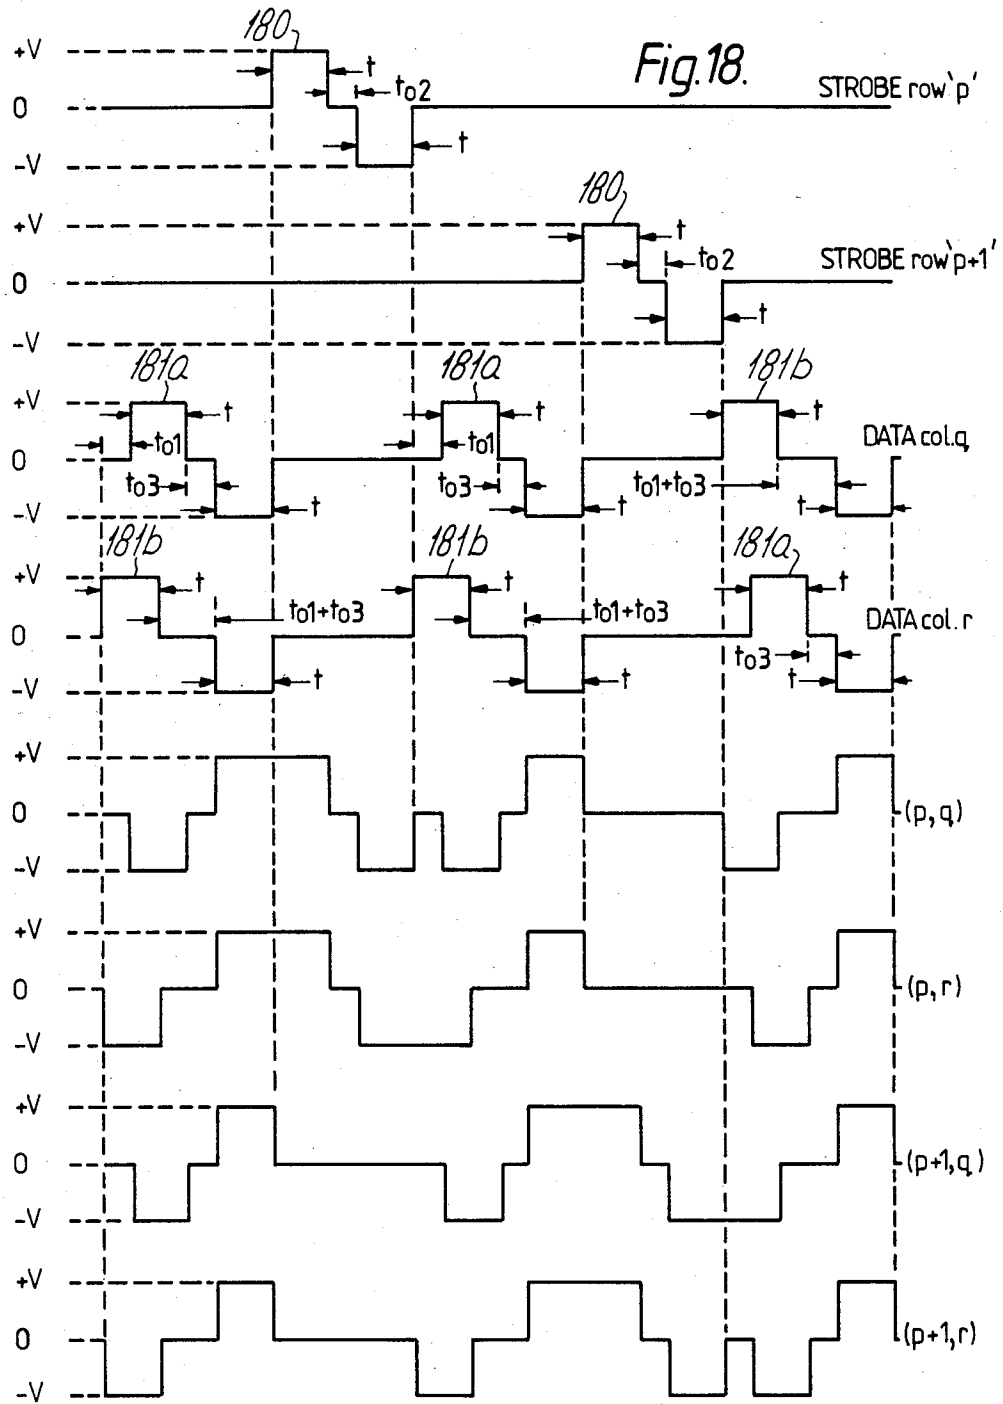 180
Fig.18.
+V
t
to2
STROBE row 'p'
0
t
-V
180
+V
t
to2
STROBE row 'p+1'
0
t
-V
181a
181a
181b
+V
t
t
t
DATA col.q
to1
to1
0
to3
to3
to1+to3
t
t
t
-V
181b
181b
181a
+V
t
t
t
to1+to3
to1+to3
DATA col.r
0
to3
t
t
t
-V
+V
0
(p,q)
-V
+V
0
(p,r)
-V
+V
0
(p+1,q)
-V
+V
0
(p+1,r)
-V